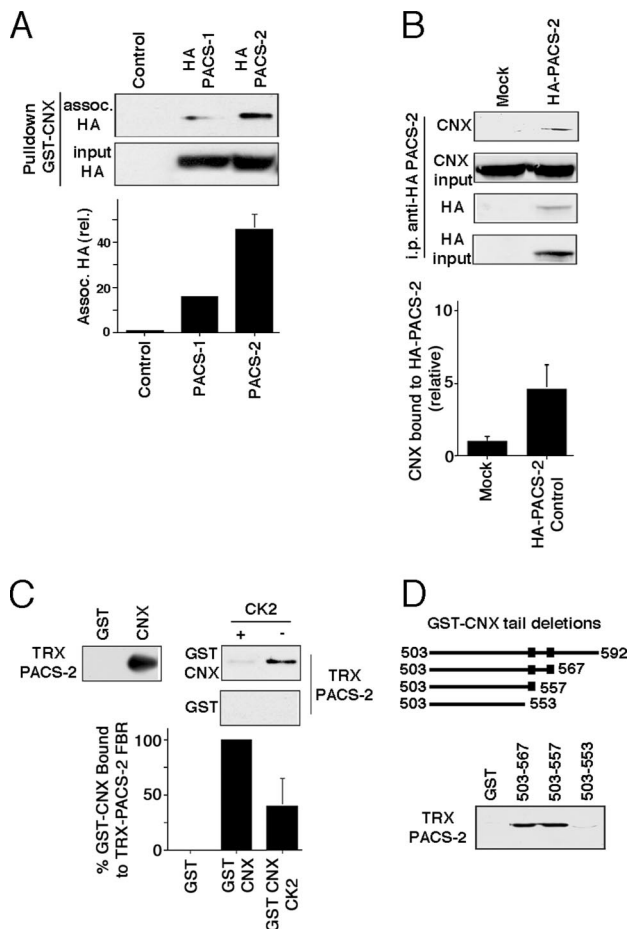 A
Control
HA
PACS-1
HA
PACS-2
Pulldown
GST-CNX
assoc.
HA
input
HA
Assoc. HA (rel.)
40
20
0
Control
PACS-1
PACS-2
B
Mock
HA-PACS-2
i.p. anti-HA PACS-2
CNX
CNX
input
HA
HA
input
CNX bound to HA-PACS-2
(relative)
10
5
0
Mock
HA-PACS-2
Control
C
GST
CNX
TRX
PACS-2
CK2
+ -
GST
CNX
GST
TRX
PACS-2
% GST-CNX Bound
to TRX-PACS-2 FBR
100
50
0
GST
GST
CNX
GST CNX
CK2
D
GST-CNX tail deletions
503 592
503 567
503 557
503 553
GST
503-567
503-557
503-553
TRX
PACS-2